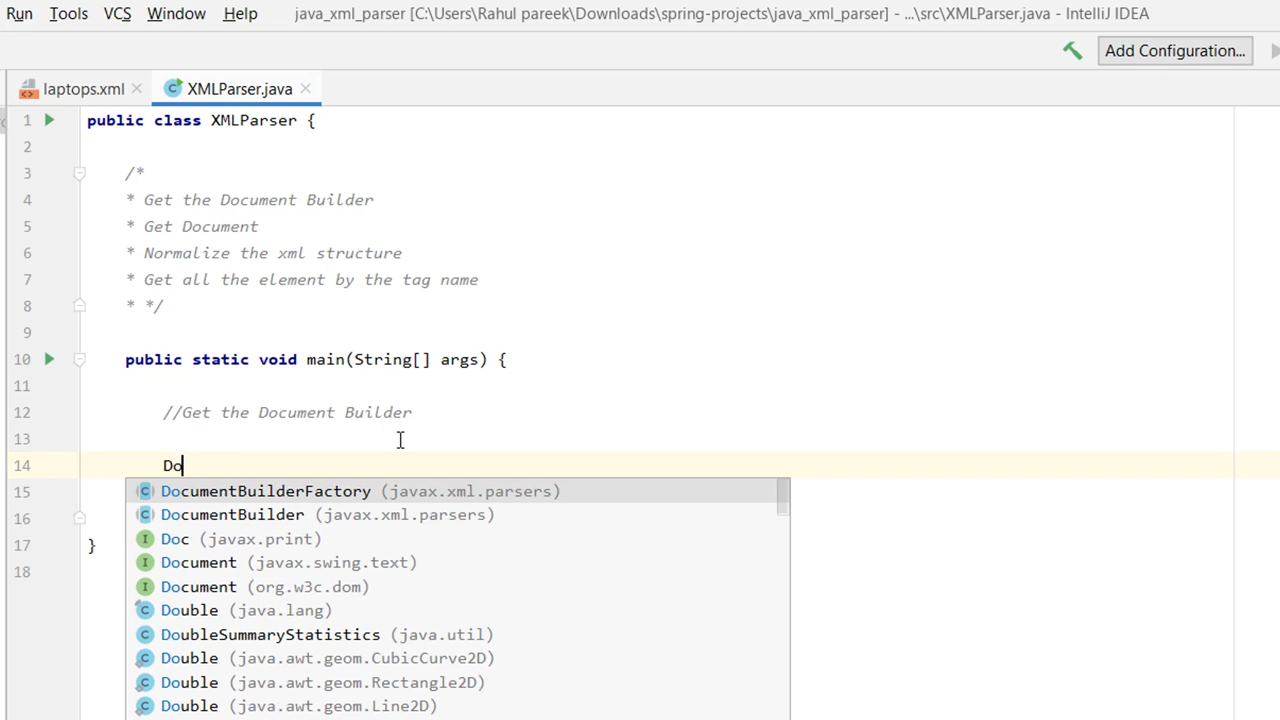 Run Tools VCS Window Help java_xml_parser [C:\Users\Rahul pareek\Downloads\spring-projects\java_xml_parser] - ...\src\XMLParser.java - IntelliJ IDEA
Add Configuration...
laptops.xml XMLParser.java
1 public class XMLParser {
2
3 /*
4 * Get the Document Builder
5 * Get Document
6 * Normalize the xml structure
7 * Get all the element by the tag name
8 * */
9
10 public static void main(String[] args) {
11
12 //Get the Document Builder
13
14 Do
15 DocumentBuilderFactory (javax.xml.parsers)
16 DocumentBuilder (javax.xml.parsers)
17 } Doc (javax.print)
18 Document (javax.swing.text)
Document (org.w3c.dom)
Double (java.lang)
DoubleSummaryStatistics (java.util)
Double (java.awt.geom.CubicCurve2D)
Double (java.awt.geom.Rectangle2D)
Double (java.awt.geom.Line2D)